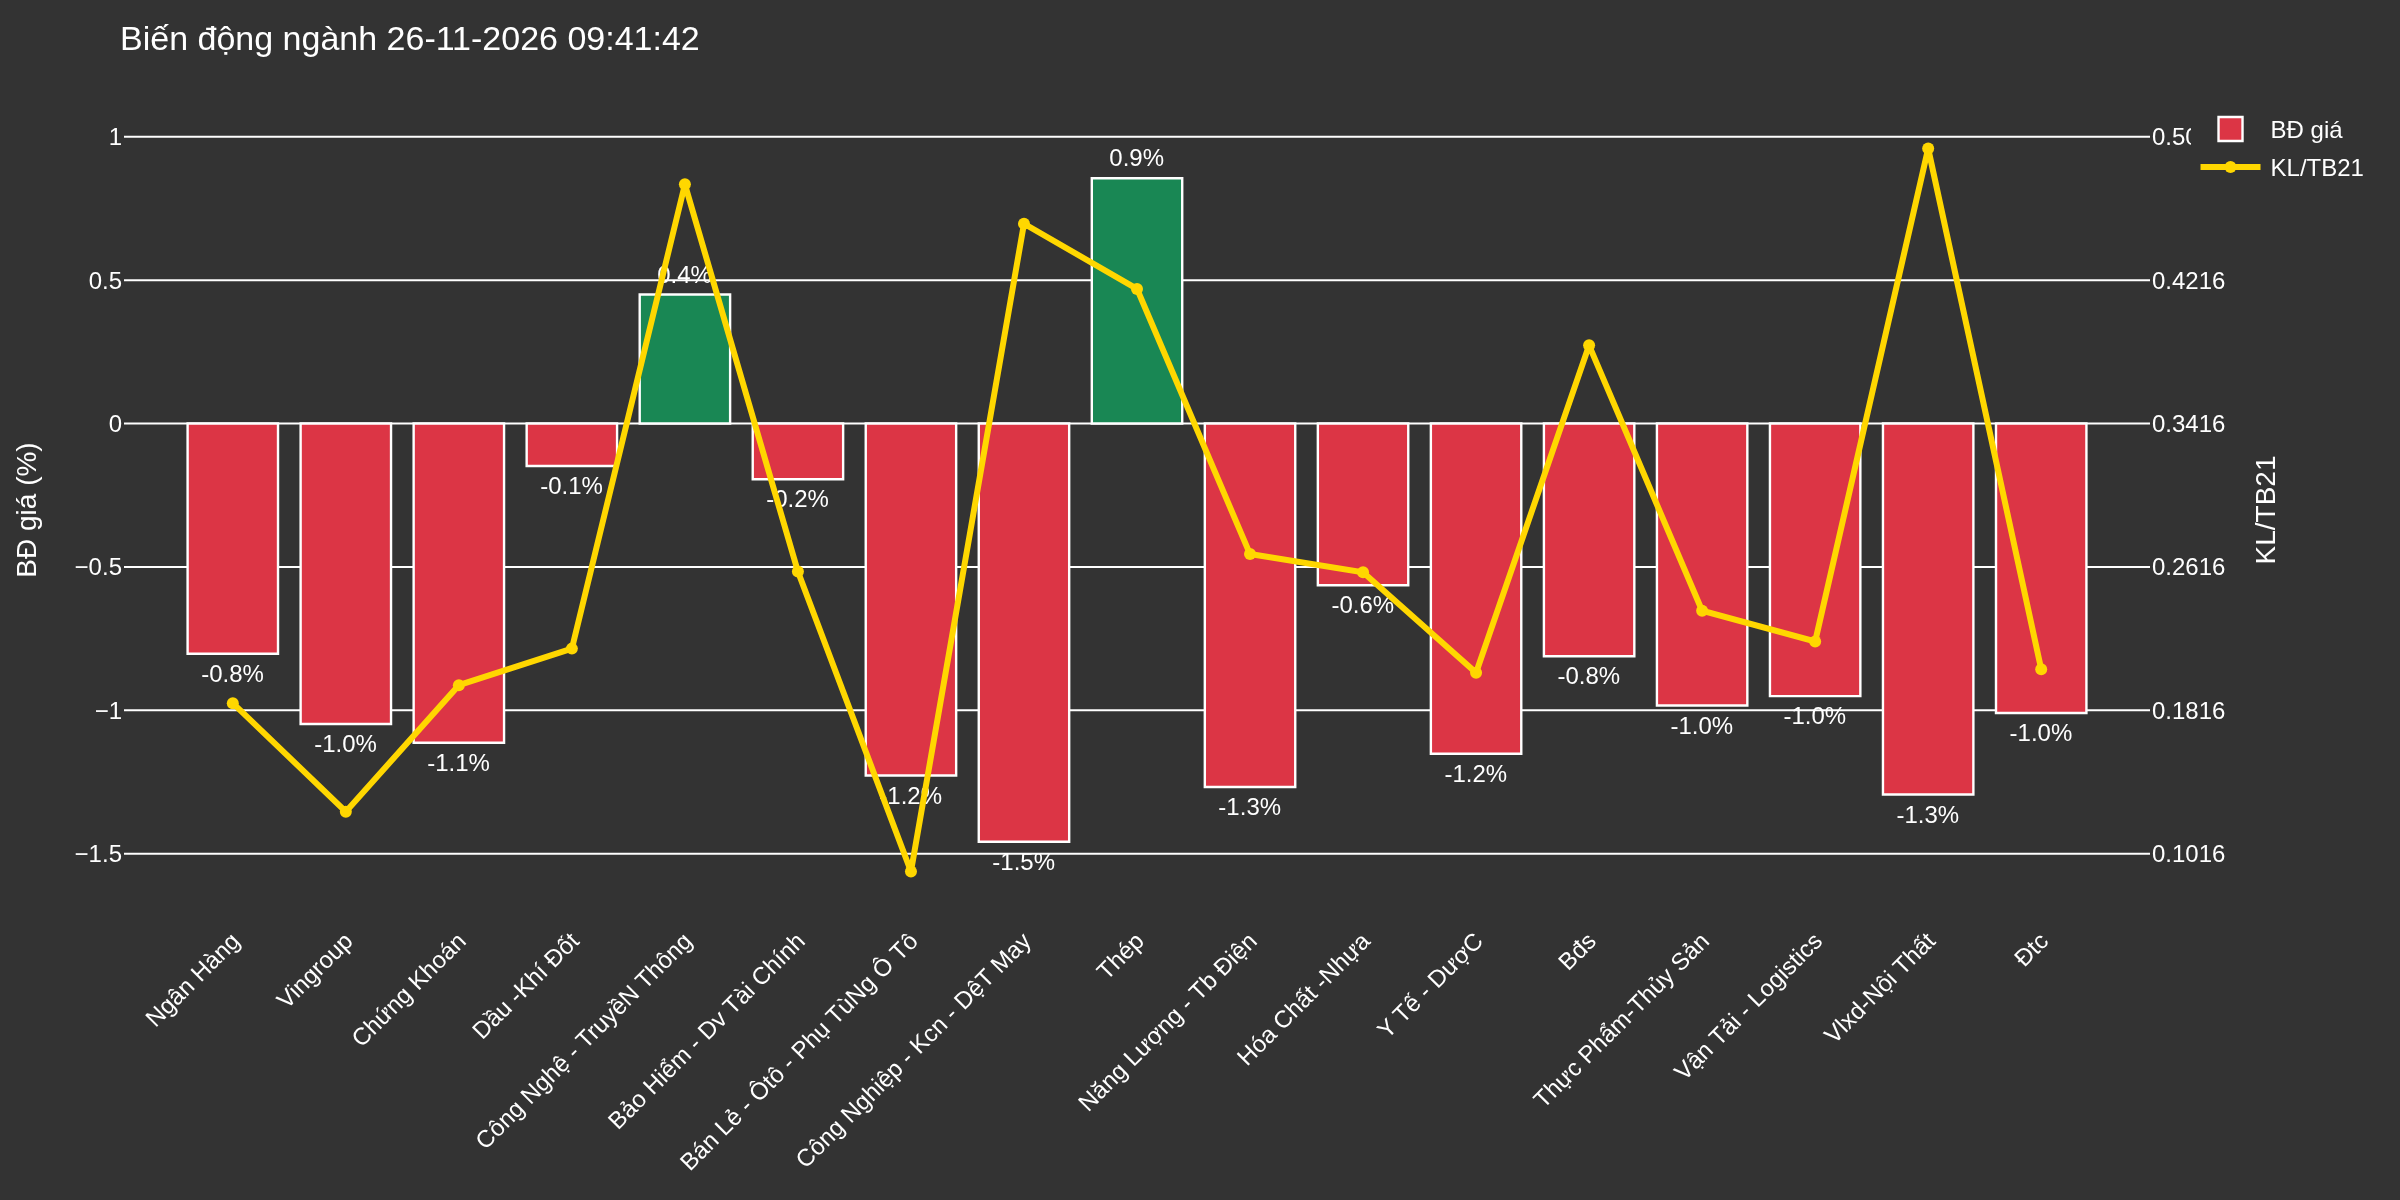 Biến động ngành 26-11-2026 09:41:42
BĐ giá
KL/TB21
1
0.5
0
−0.5
−1
−1.5
BĐ giá (%)
0.50
0.4216
0.3416
0.2616
0.1816
0.1016
KL/TB21
-0.8%
-1.0%
-1.1%
-0.1%
0.4%
-0.2%
-1.2%
-1.5%
0.9%
-1.3%
-0.6%
-1.2%
-0.8%
-1.0%
-1.0%
-1.3%
-1.0%
Ngân Hàng
Vingroup
Chứng Khoán
Dầu -Khí Đốt
Công Nghệ - TruyềN Thông
Bảo Hiểm - Dv Tài Chính
Bán Lẻ - Ôtô - Phụ TùNg Ô Tô
Công Nghiệp - Kcn - DệT May
Thép
Năng Lượng - Tb Điện
Hóa Chất -Nhựa
Y Tế - DượC
Bđs
Thực Phẩm-Thủy Sản
Vận Tải - Logistics
Vlxd-Nội Thất
Đtc